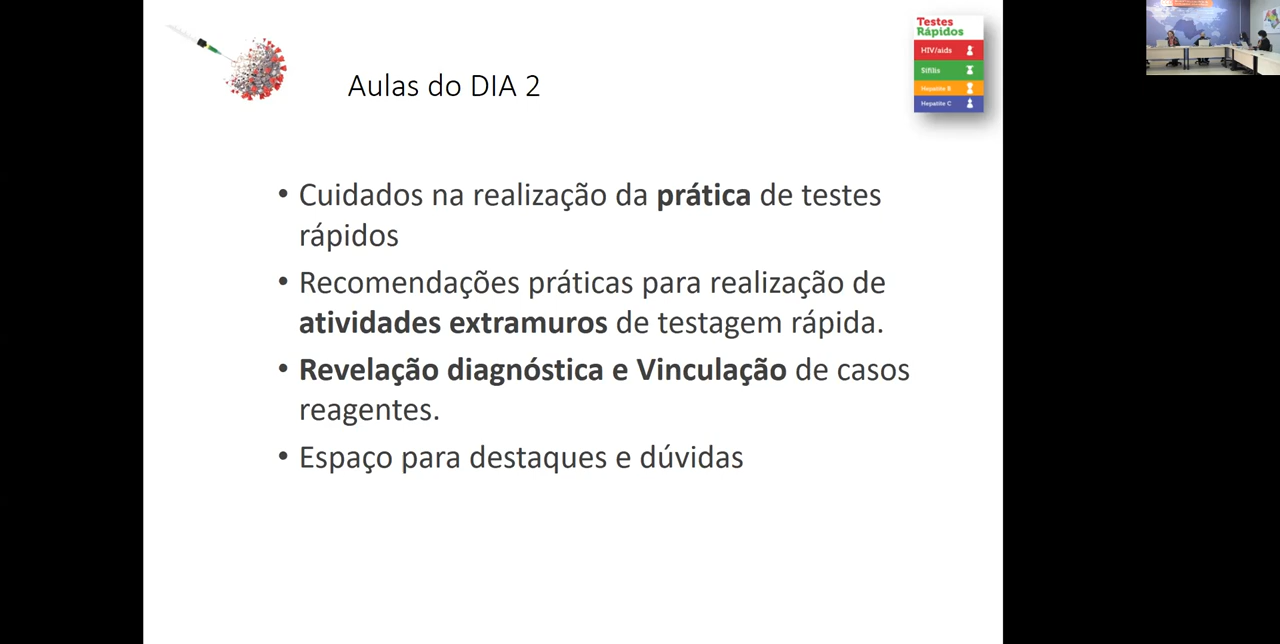 Testes
Rápidos
HIV/aids
Sífilis
Hepatite B
Hepatite C
Aulas do DIA 2
• Cuidados na realização da prática de testes
rápidos
• Recomendações práticas para realização de
atividades extramuros de testagem rápida.
• Revelação diagnóstica e Vinculação de casos
reagentes.
• Espaço para destaques e dúvidas